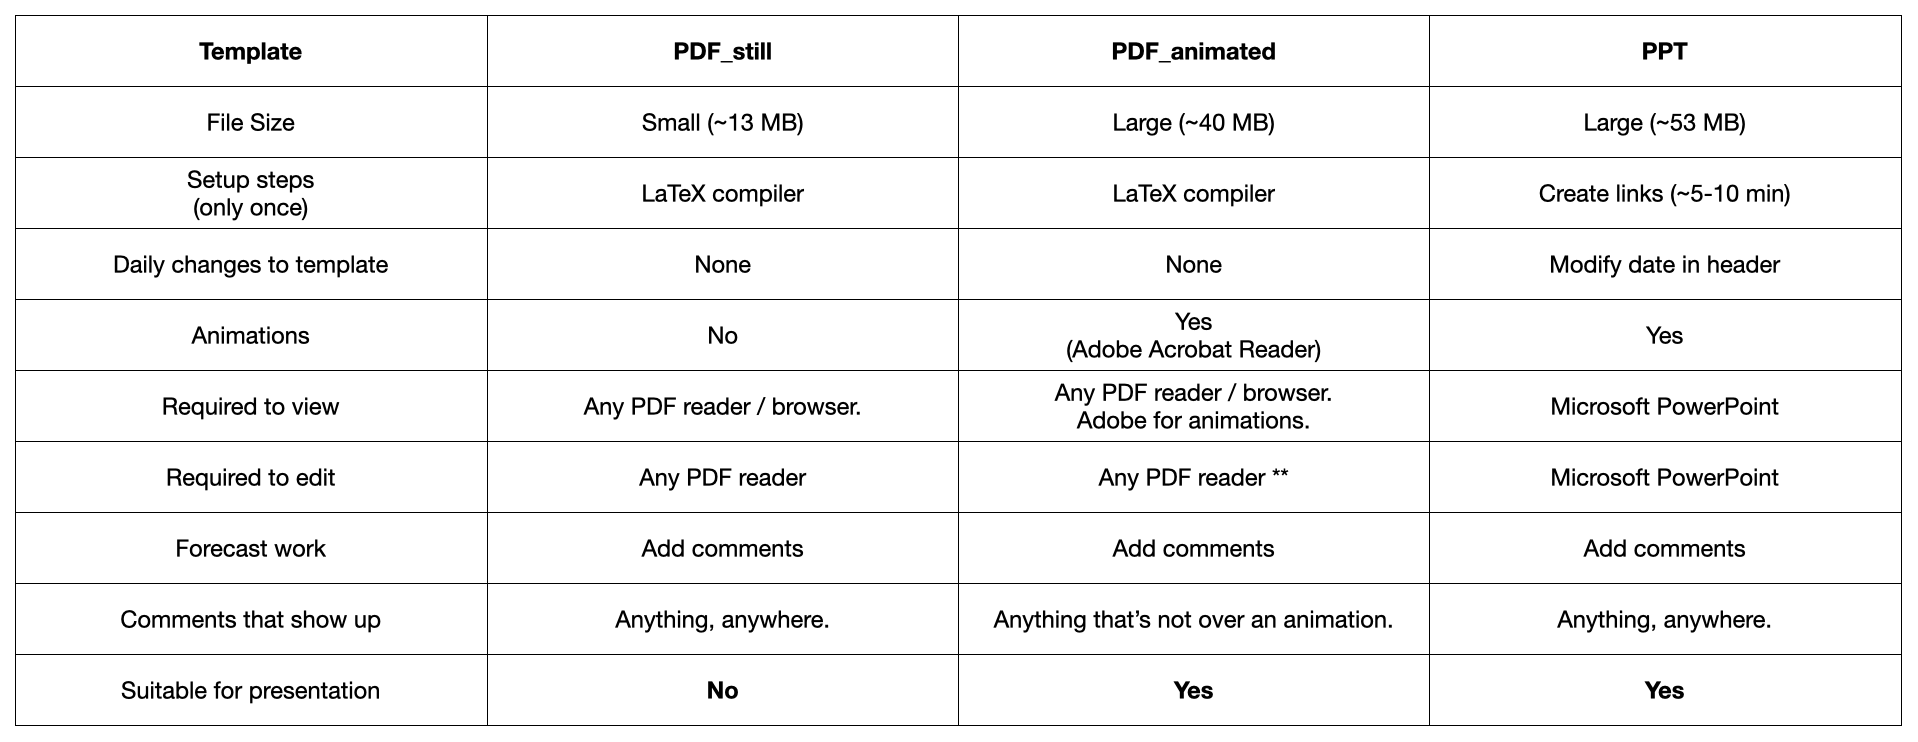 Template PDF_still PDF_animated PPT
File Size Small (~13 MB) Large (~40 MB) Large (~53 MB)
Setup steps
(only once) LaTeX compiler LaTeX compiler Create links (~5-10 min)
Daily changes to template None None Modify date in header
Animations No Yes
(Adobe Acrobat Reader) Yes
Required to view Any PDF reader / browser. Any PDF reader / browser.
Adobe for animations. Microsoft PowerPoint
Required to edit Any PDF reader Any PDF reader ** Microsoft PowerPoint
Forecast work Add comments Add comments Add comments
Comments that show up Anything, anywhere. Anything that’s not over an animation. Anything, anywhere.
Suitable for presentation No Yes Yes